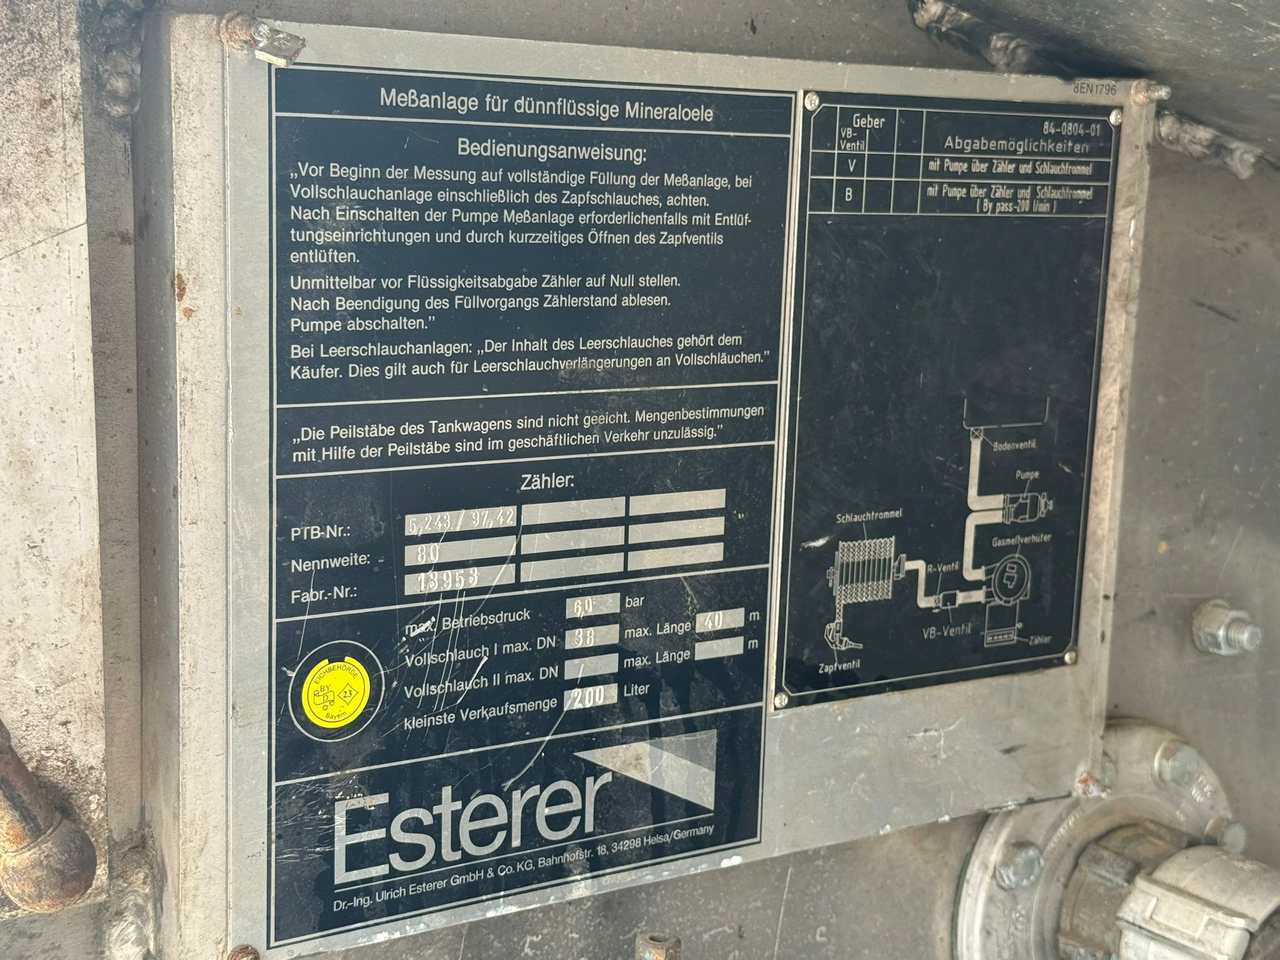 8EN1796
Meßanlage für dünnflüssige Mineraloele
Bedienungsanweisung:
„Vor Beginn der Messung auf vollständige Füllung der Meßanlage, bei
Vollschlauchanlage einschließlich des Zapfschlauches, achten.
Nach Einschalten der Pumpe Meßanlage erforderlichenfalls mit Entlüf-
tungseinrichtungen und durch kurzzeitiges Öffnen des Zapfventils
entlüften.
Unmittelbar vor Flüssigkeitsabgabe Zähler auf Null stellen.
Nach Beendigung des Füllvorgangs Zählerstand ablesen.
Pumpe abschalten.”
Bei Leerschlauchanlagen: „Der Inhalt des Leerschlauches gehört dem
Käufer. Dies gilt auch für Leerschlauchverlängerungen an Vollschläuchen.”
„Die Peilstäbe des Tankwagens sind nicht geeicht. Mengenbestimmungen
mit Hilfe der Peilstäbe sind im geschäftlichen Verkehr unzulässig.”
Zähler:
PTB-Nr.: 5,243/97,42
Nennweite: 80
Fabr.-Nr.: 13953
max. Betriebsdruck bar
Vollschlauch I max. DN 38 max. Länge 40 m
Vollschlauch II max. DN / max. Länge m
kleinste Verkaufsmenge 200 Liter
EICHBEHÖRDE
BY
23
Bayern
Esterer
Dr.-Ing. Ulrich Esterer GmbH & Co. KG, Bahnhofstr. 18, 34298 Helsa/Germany
Geber
VB-
Ventil
84-0804-01
Abgabemöglichkeiten
V mit Pumpe über Zähler und Schlauchtrommel
B mit Pumpe über Zähler und Schlauchtrommel
( By pass-200 l/min )
Bodenventil
Pumpe
Schlauchtrommel
Gasmeßverhüter
R-Ventil
VB-Ventil
Zähler
Zapfventil